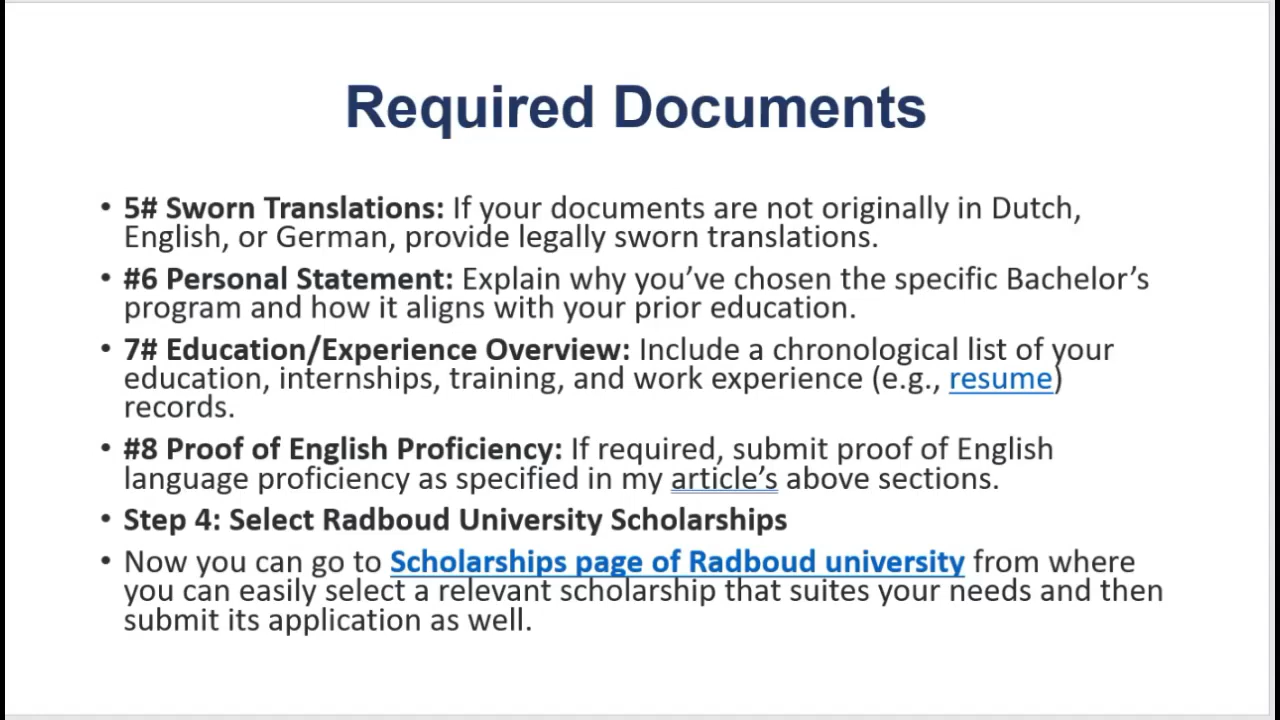 Required Documents
• 5# Sworn Translations: If your documents are not originally in Dutch,
English, or German, provide legally sworn translations.
• #6 Personal Statement: Explain why you’ve chosen the specific Bachelor’s
program and how it aligns with your prior education.
• 7# Education/Experience Overview: Include a chronological list of your
education, internships, training, and work experience (e.g., resume)
records.
• #8 Proof of English Proficiency: If required, submit proof of English
language proficiency as specified in my article’s above sections.
• Step 4: Select Radboud University Scholarships
• Now you can go to Scholarships page of Radboud university from where
you can easily select a relevant scholarship that suites your needs and then
submit its application as well.